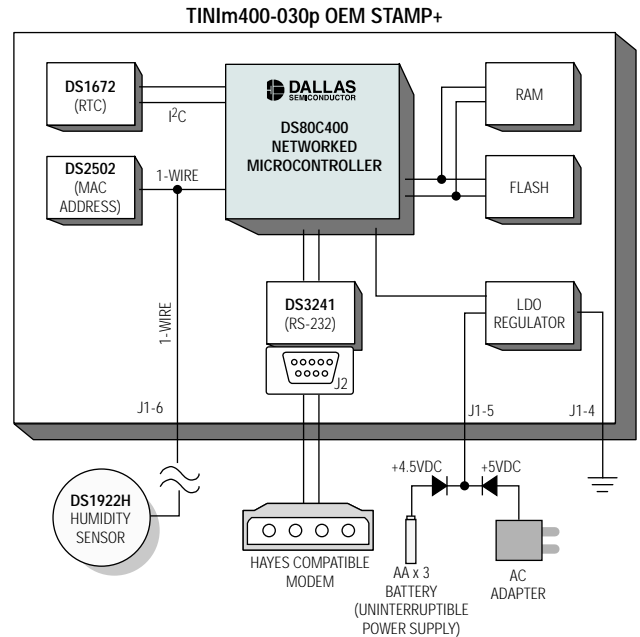 TINIm400-030p OEM STAMP+
DS1672
(RTC)
I²C
DALLAS
SEMICONDUCTOR
DS80C400
NETWORKED
MICROCONTROLLER
RAM
DS2502
(MAC
ADDRESS)
1-WIRE
FLASH
DS3241
(RS-232)
LDO
REGULATOR
1-WIRE
J2
J1-6
J1-5
J1-4
+4.5VDC
+5VDC
DS1922H
HUMIDITY
SENSOR
HAYES COMPATIBLE
MODEM
AA x 3
BATTERY
(UNINTERRUPTIBLE
POWER SUPPLY)
AC
ADAPTER